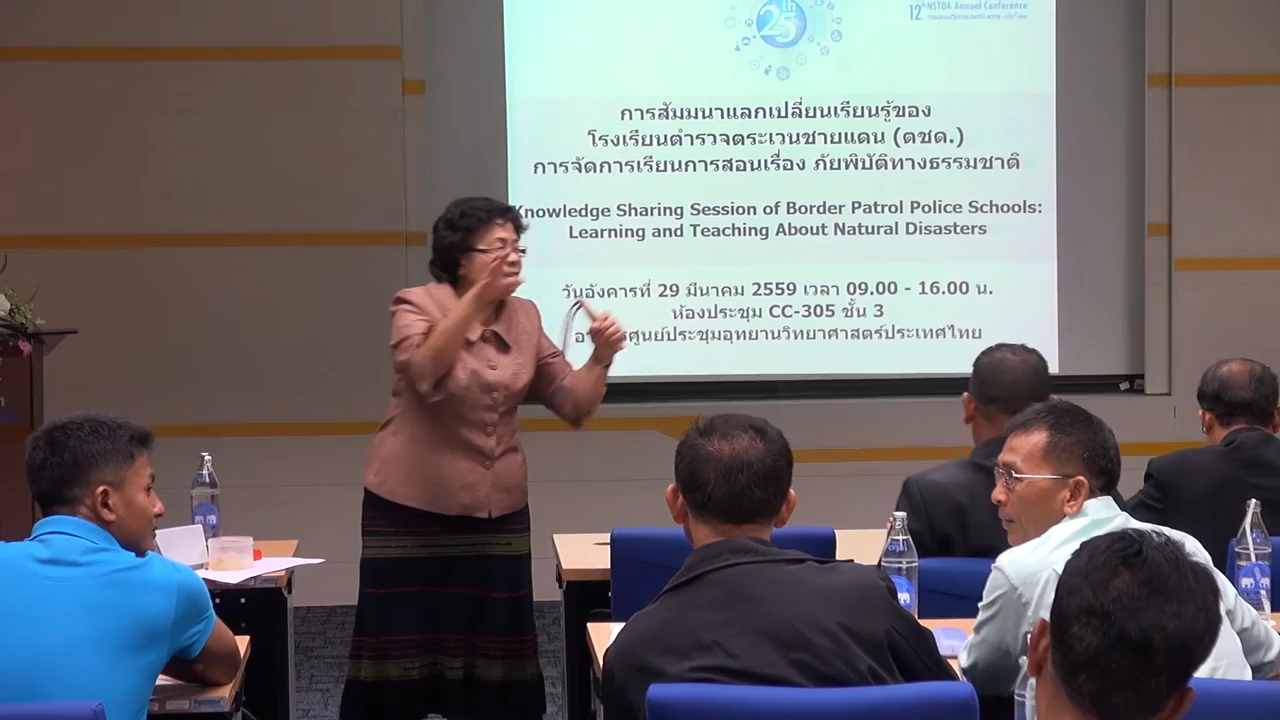 25th
12th NSTDA Annual Conference
การสัมมนาแลกเปลี่ยนเรียนรู้ของ
โรงเรียนตำรวจตระเวนชายแดน (ตชด.)
การจัดการเรียนการสอนเรื่อง ภัยพิบัติทางธรรมชาติ
Knowledge Sharing Session of Border Patrol Police Schools:
Learning and Teaching About Natural Disasters
วันอังคารที่ 29 มีนาคม 2559 เวลา 09.00 - 16.00 น.
ห้องประชุม CC-305 ชั้น 3
ศูนย์ประชุมอุทยานวิทยาศาสตร์ประเทศไทย